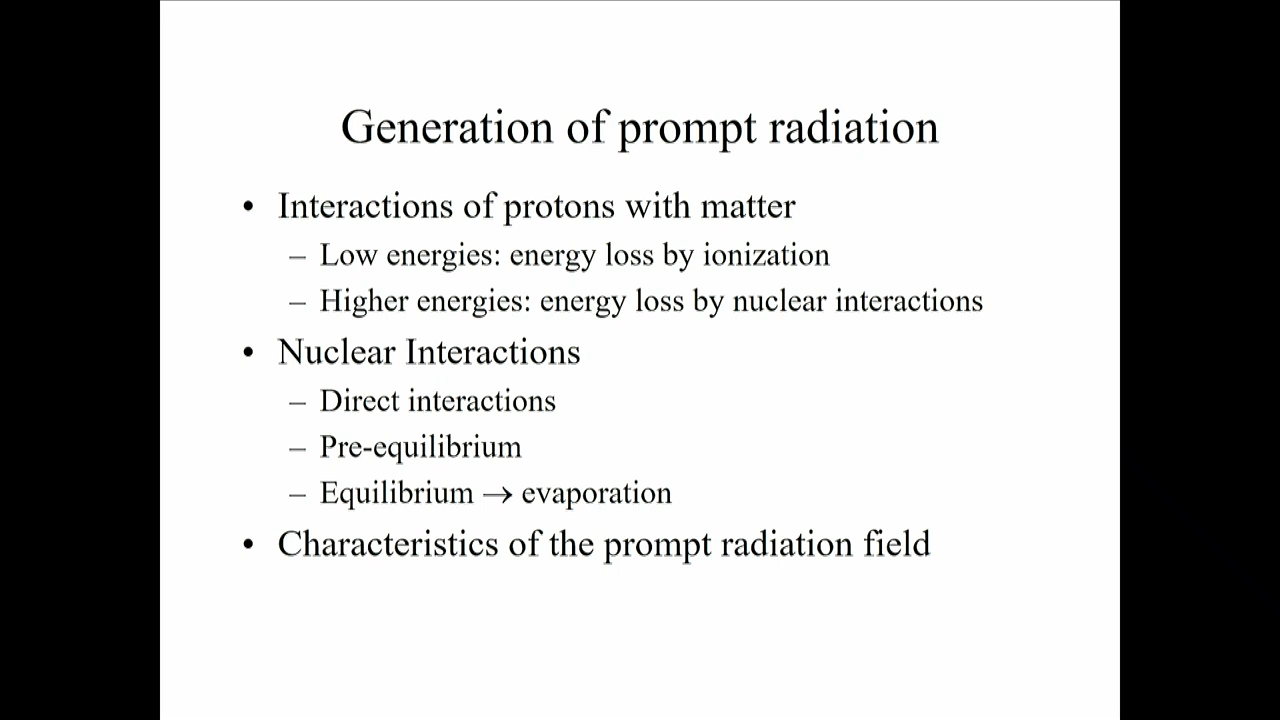 Generation of prompt radiation
• Interactions of protons with matter
– Low energies: energy loss by ionization
– Higher energies: energy loss by nuclear interactions
• Nuclear Interactions
– Direct interactions
– Pre-equilibrium
– Equilibrium → evaporation
• Characteristics of the prompt radiation field